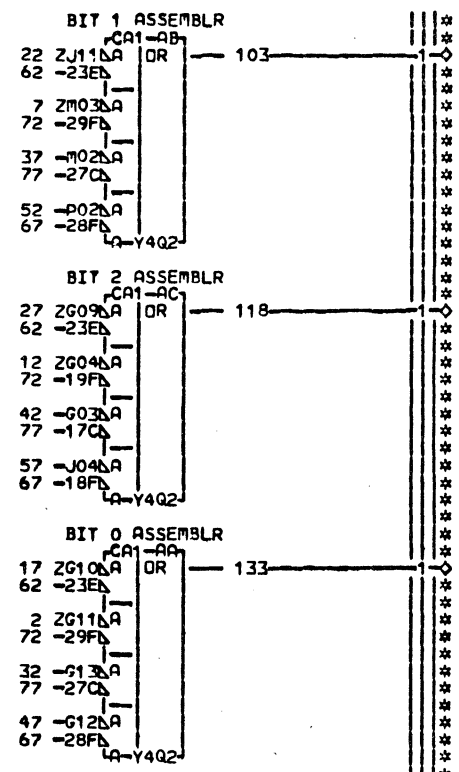 BIT 1 ASSEMBLR
CA1-AB
22 ZJ11 A OR 103 1
62 -23E
7 ZM03 A
72 -29F
37 -M02 A
77 -27C
52 -P02 A
67 -28F
A-Y4Q2
BIT 2 ASSEMBLR
CA1-AC
27 ZG09 A OR 118 1
62 -23E
12 ZG04 A
72 -19F
42 -G03 A
77 -17C
57 -J04 A
67 -18F
A-Y4Q2
BIT 0 ASSEMBLR
CA1-AA
17 ZG10 A OR 133 1
62 -23E
2 ZG11 A
72 -29F
32 -G13 A
77 -27C
47 -G12 A
67 -28F
A-Y4Q2